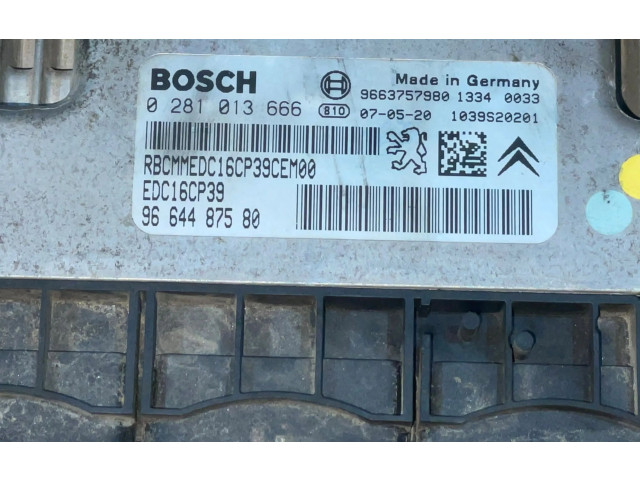 BOSCH
Made in Germany
9663757980 1334 0033
0 281 013 666
810 07-05-20 1039S20201
RBCMMEDC16CP39CEM00
EDC16CP39
96 644 875 80